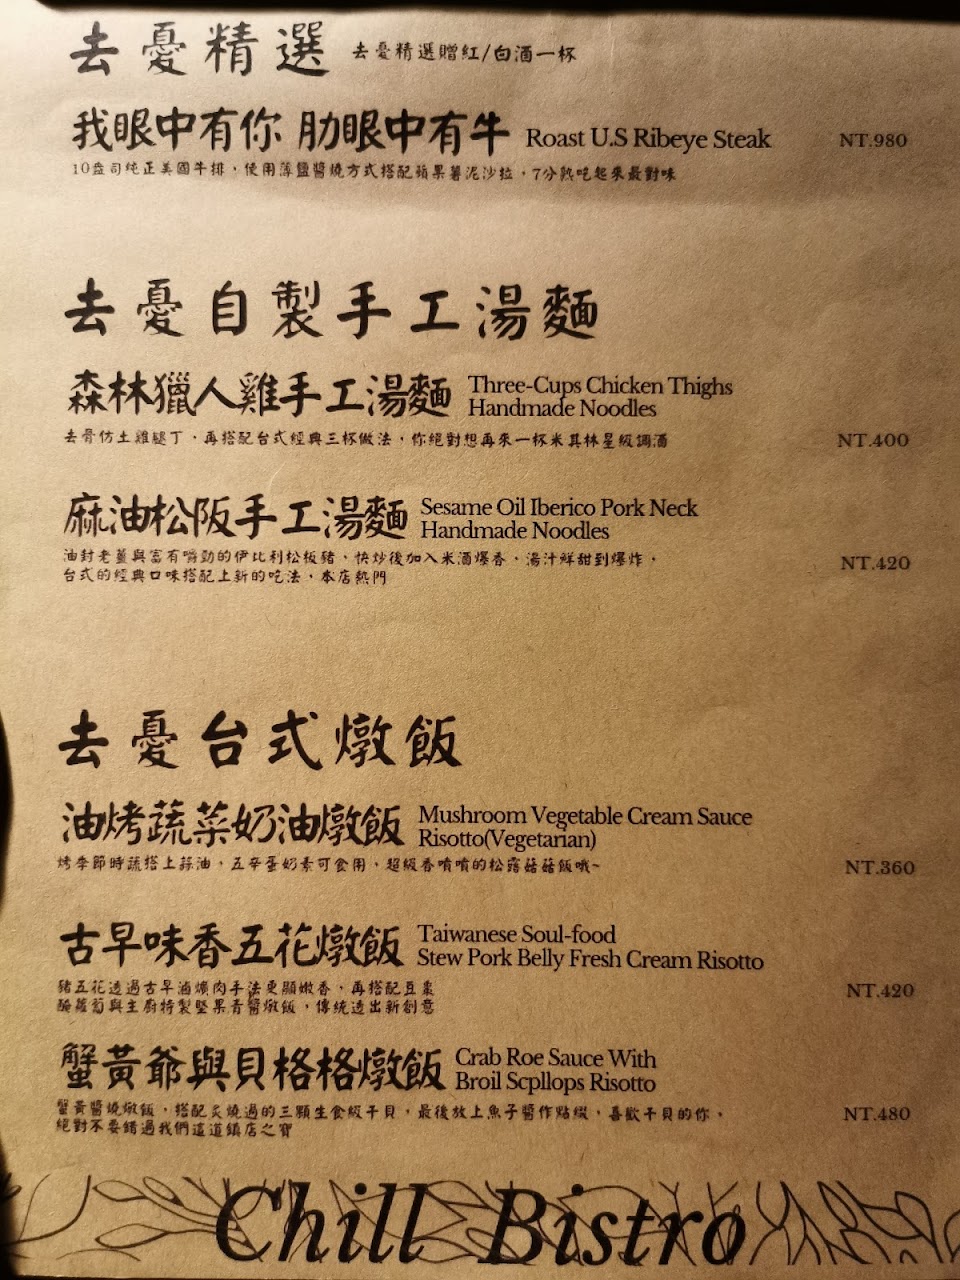 去憂精選 去憂精選贈紅/白酒一杯
我眼中有你 肋眼中有牛 Roast U.S Ribeye Steak NT.980
10盎司純正美國牛排，使用薄鹽醬燒方式搭配蘋果薯泥沙拉，7分熟吃起來最對味
去憂自製手工湯麵
森林獵人雞手工湯麵 Three-Cups Chicken Thighs
Handmade Noodles
去骨仿土雞腿丁，再搭配台式經典三杯做法，你絕對想再來一杯米其林星級調酒 NT.400
麻油松阪手工湯麵 Sesame Oil Iberico Pork Neck
Handmade Noodles
油封老薑與富有嚼勁的伊比利松板豬，快炒後加入米酒爆香，湯汁鮮甜到爆炸， NT.420
台式的經典口味搭配上新的吃法，本店熱門
去憂台式燉飯
油烤蔬菜奶油燉飯 Mushroom Vegetable Cream Sauce
Risotto(Vegetarian)
烤季節時蔬搭上蒜油，五辛蛋奶素可食用，超級香噴噴的松露菇菇飯哦~ NT.360
古早味香五花燉飯 Taiwanese Soul-food
Stew Pork Belly Fresh Cream Risotto
豬五花透過古早滷爌肉手法更顯嫩香，再搭配豆棗 NT.420
醃蘿蔔與主廚特製堅果青醬燉飯，傳統透出新創意
蟹黃爺與貝格格燉飯 Crab Roe Sauce With
Broil Scpllops Risotto
蟹黃醬燒燉飯，搭配炙燒過的三顆生食級干貝，最後放上魚子醬作點綴，喜歡干貝的你， NT.480
絕對不要錯過我們這道鎮店之寶
Chill Bistro